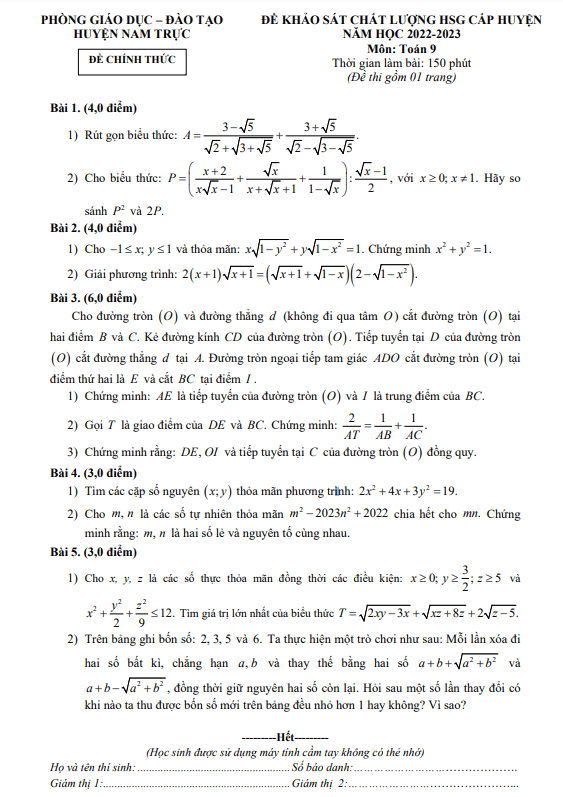 PHÒNG GIÁO DỤC – ĐÀO TẠO
HUYỆN NAM TRỰC
ĐỀ CHÍNH THỨC
ĐỀ KHẢO SÁT CHẤT LƯỢNG HSG CẤP HUYỆN
NĂM HỌC 2022-2023
Môn: Toán 9
Thời gian làm bài: 150 phút
(Đề thi gồm 01 trang)
Bài 1. (4,0 điểm)
1) Rút gọn biểu thức: $A=\frac{3-\sqrt{5}}{\sqrt{2}+\sqrt{3+\sqrt{5}}}+\frac{3+\sqrt{5}}{\sqrt{2}-\sqrt{3-\sqrt{5}}}$.
2) Cho biểu thức: $P=\left(\frac{x+2}{x\sqrt{x}-1}+\frac{\sqrt{x}}{x+\sqrt{x}+1}+\frac{1}{1-\sqrt{x}}\right):\frac{\sqrt{x}-1}{2}$, với $x\geq 0; x\neq 1$. Hãy so
sánh $P^2$ và $2P$.
Bài 2. (4,0 điểm)
1) Cho $-1\leq x; y\leq 1$ và thỏa mãn: $x\sqrt{1-y^2}+y\sqrt{1-x^2}=1$. Chứng minh $x^2+y^2=1$.
2) Giải phương trình: $2(x+1)\sqrt{x+1}=\left(\sqrt{x+1}+\sqrt{1-x}\right)\left(2-\sqrt{1-x^2}\right)$.
Bài 3. (6,0 điểm)
Cho đường tròn (O) và đường thẳng d (không đi qua tâm O) cắt đường tròn (O) tại
hai điểm B và C. Kẻ đường kính CD của đường tròn (O). Tiếp tuyến tại D của đường tròn
(O) cắt đường thẳng d tại A. Đường tròn ngoại tiếp tam giác ADO cắt đường tròn (O) tại
điểm thứ hai là E và cắt BC tại điểm I.
1) Chứng minh: AE là tiếp tuyến của đường tròn (O) và I là trung điểm của BC.
2) Gọi T là giao điểm của DE và BC. Chứng minh: $\frac{2}{AT}=\frac{1}{AB}+\frac{1}{AC}$.
3) Chứng minh rằng: DE, OI và tiếp tuyến tại C của đường tròn (O) đồng quy.
Bài 4. (3,0 điểm)
1) Tìm các cặp số nguyên (x; y) thỏa mãn phương trình: $2x^2+4x+3y^2=19$.
2) Cho m, n là các số tự nhiên thỏa mãn $m^2-2023n^2+2022$ chia hết cho mn. Chứng
minh rằng: m, n là hai số lẻ và nguyên tố cùng nhau.
Bài 5. (3,0 điểm)
1) Cho x, y, z là các số thực thỏa mãn đồng thời các điều kiện: $x\geq 0; y\geq\frac{3}{2}; z\geq 5$ và
$x^2+\frac{y^2}{2}+\frac{z^2}{9}\leq 12$. Tìm giá trị lớn nhất của biểu thức $T=\sqrt{2xy-3x}+\sqrt{xz+8z}+2\sqrt{z-5}$.
2) Trên bảng ghi bốn số: 2, 3, 5 và 6. Ta thực hiện một trò chơi như sau: Mỗi lần xóa đi
hai số bất kì, chẳng hạn a, b và thay thế bằng hai số $a+b+\sqrt{a^2+b^2}$ và
$a+b-\sqrt{a^2+b^2}$, đồng thời giữ nguyên hai số còn lại. Hỏi sau một số lần thay đổi có
khi nào ta thu được bốn số mới trên bảng đều nhỏ hơn 1 hay không? Vì sao?
---------Hết---------
(Học sinh được sử dụng máy tính cầm tay không có thẻ nhớ)
Họ và tên thí sinh:.................................................... Số báo danh:..........................................
Giám thị 1:............................................................... Giám thị 2:............................................